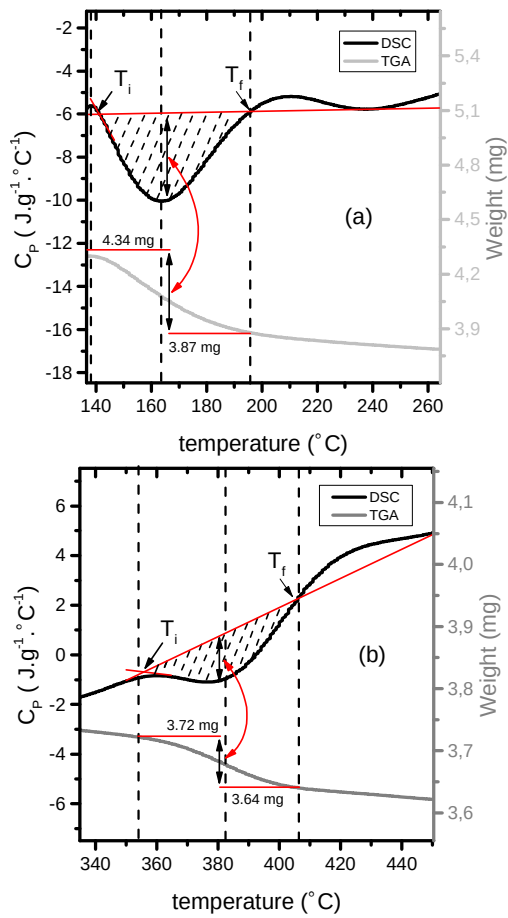 -2
-4
-6
-8
-10
-12
-14
-16
-18
C_P ( J.g⁻¹.°C⁻¹)
T_i
T_f
DSC
TGA
4.34 mg
3.87 mg
(a)
5,4
5,1
4,8
4,5
4,2
3,9
Weight (mg)
140 160 180 200 220 240 260
temperature (°C)
6
4
2
0
-2
-4
-6
C_P ( J.g⁻¹.°C⁻¹)
T_i
T_f
DSC
TGA
3.72 mg
3.64 mg
(b)
4,1
4,0
3,9
3,8
3,7
3,6
Weight (mg)
340 360 380 400 420 440
temperature (°C)